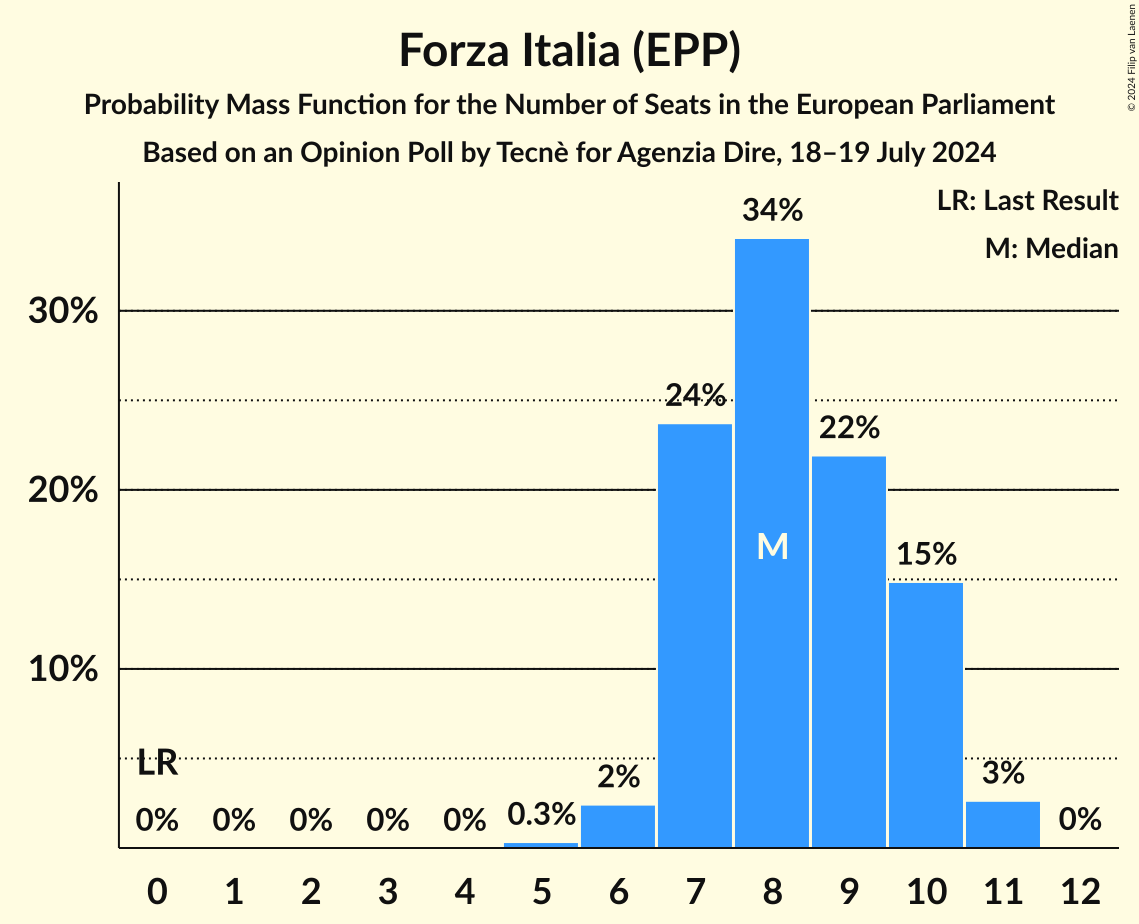 Forza Italia (EPP)
Probability Mass Function for the Number of Seats in the European Parliament
Based on an Opinion Poll by Tecnè for Agenzia Dire, 18–19 July 2024
© 2024 Filip van Laenen
LR: Last Result
M: Median
34%
30%
24%
22%
20%
M
15%
10%
LR
2%
3%
0% 0% 0% 0% 0% 0.3% 0%
0 1 2 3 4 5 6 7 8 9 10 11 12